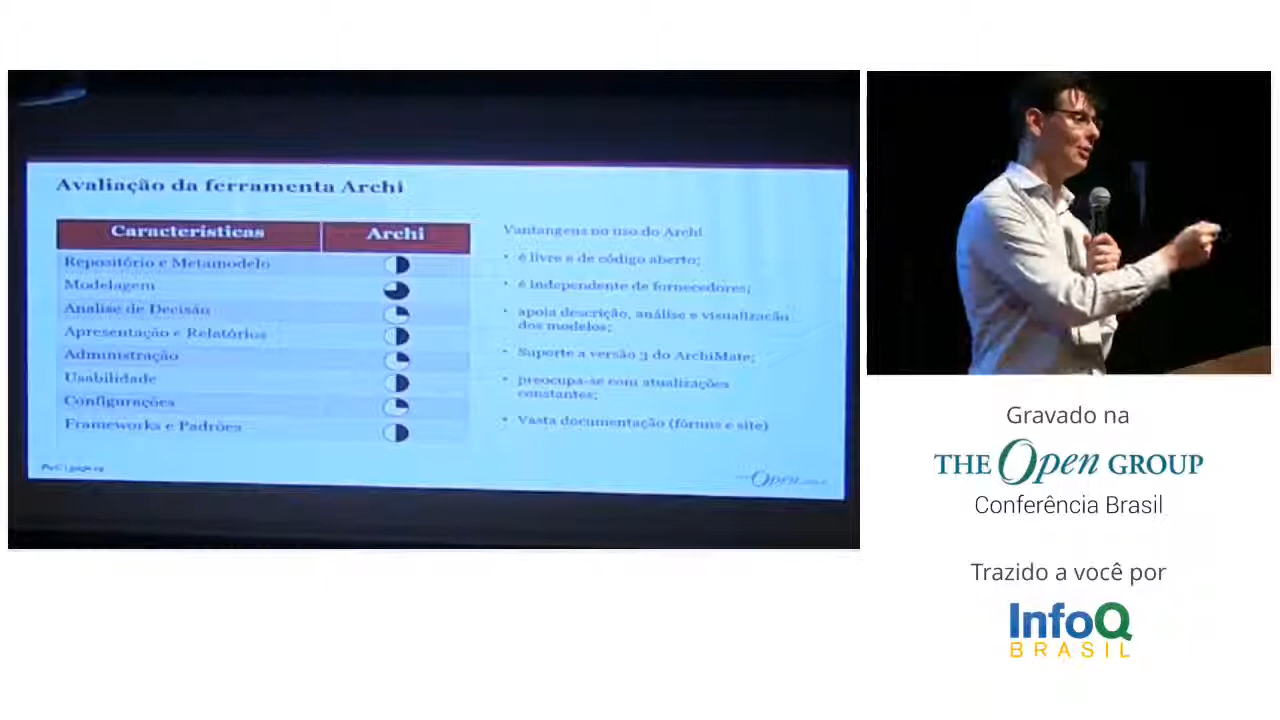 Avaliação da ferramenta Archi
Características
Archi
Repositório e Metamodelo
Modelagem
Analise de Decisão
Apresentação e Relatórios
Administração
Usabilidade
Configurações
Frameworks e Padrões
Vantangens no uso do Archi
• é livre e de código aberto;
• é independente de fornecedores;
• apoia descrição, análise e visualização
dos modelos;
• Suporte a versão 3 do ArchiMate;
• preocupa-se com atualizações
constantes;
• Vasta documentação (fóruns e site)
Open
Gravado na
THE Open GROUP
Conferência Brasil
Trazido a você por
InfoQ
BRASIL